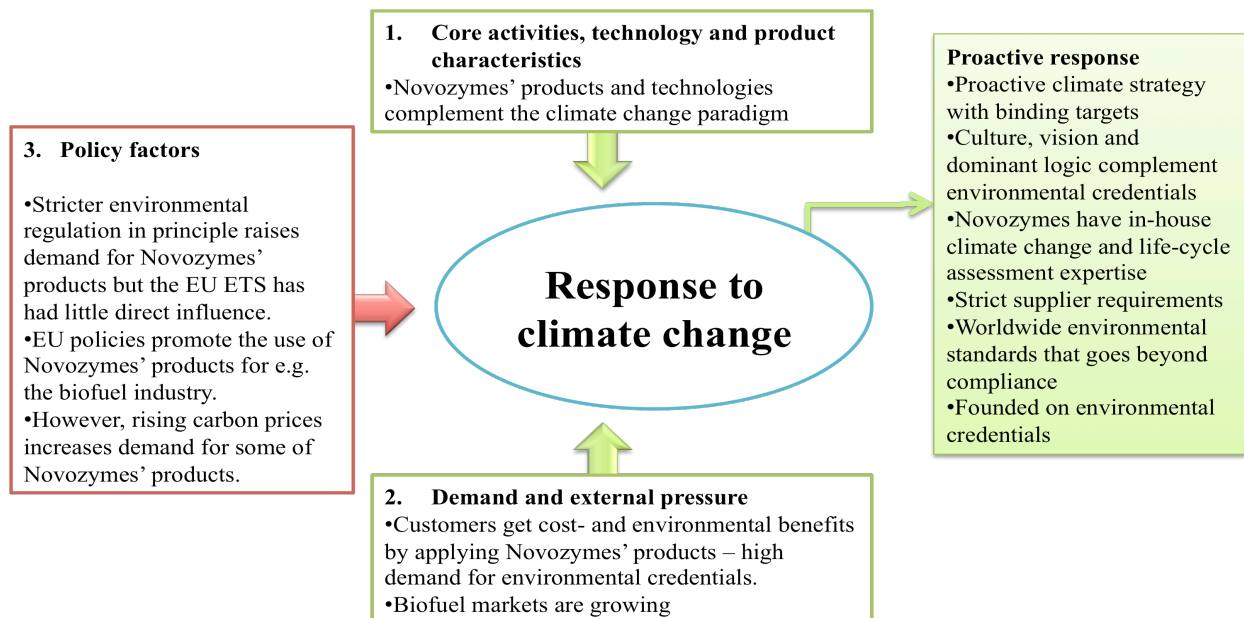 1. Core activities, technology and product
characteristics
•Novozymes' products and technologies
complement the climate change paradigm
3. Policy factors
•Stricter environmental
regulation in principle raises
demand for Novozymes'
products but the EU ETS has
had little direct influence.
•EU policies promote the use of
Novozymes' products for e.g.
the biofuel industry.
•However, rising carbon prices
increases demand for some of
Novozymes' products.
Response to
climate change
2. Demand and external pressure
•Customers get cost- and environmental benefits
by applying Novozymes' products – high
demand for environmental credentials.
•Biofuel markets are growing
Proactive response
•Proactive climate strategy
with binding targets
•Culture, vision and
dominant logic complement
environmental credentials
•Novozymes have in-house
climate change and life-cycle
assessment expertise
•Strict supplier requirements
•Worldwide environmental
standards that goes beyond
compliance
•Founded on environmental
credentials